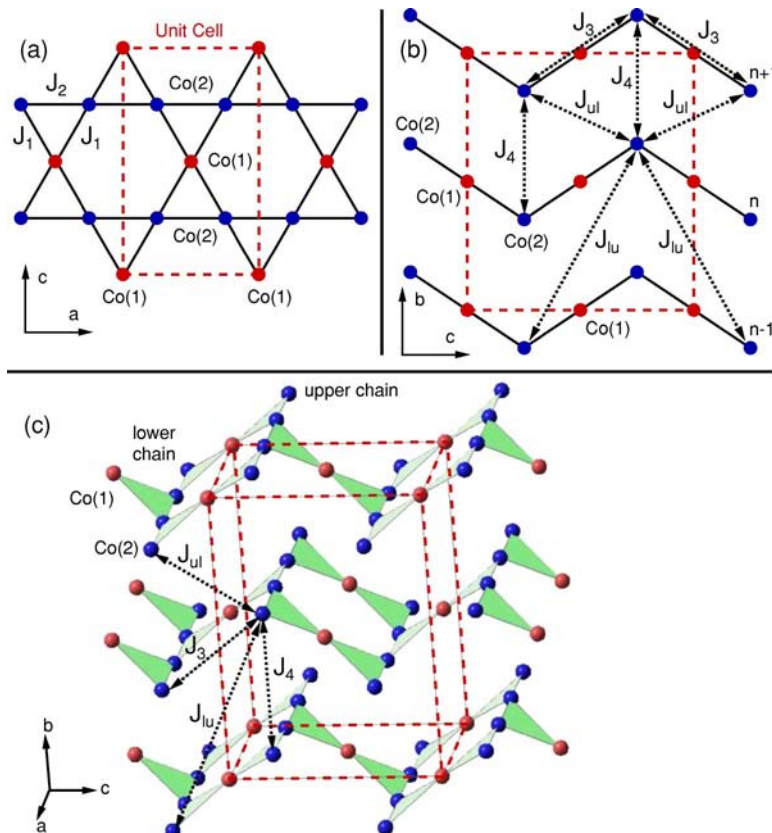 (a)
Unit Cell
J2
Co(2)
J1
J1
Co(1)
Co(2)
c
a
Co(1)
Co(1)
(b)
J3
J3
J4
n+1
Jul
Jul
Co(2)
J4
Co(1)
n
Co(2)
Jlu
Jlu
b
c
Co(1)
n-1
(c)
upper chain
lower
chain
Co(1)
Co(2)
Jul
J3
J4
Jlu
b
c
a